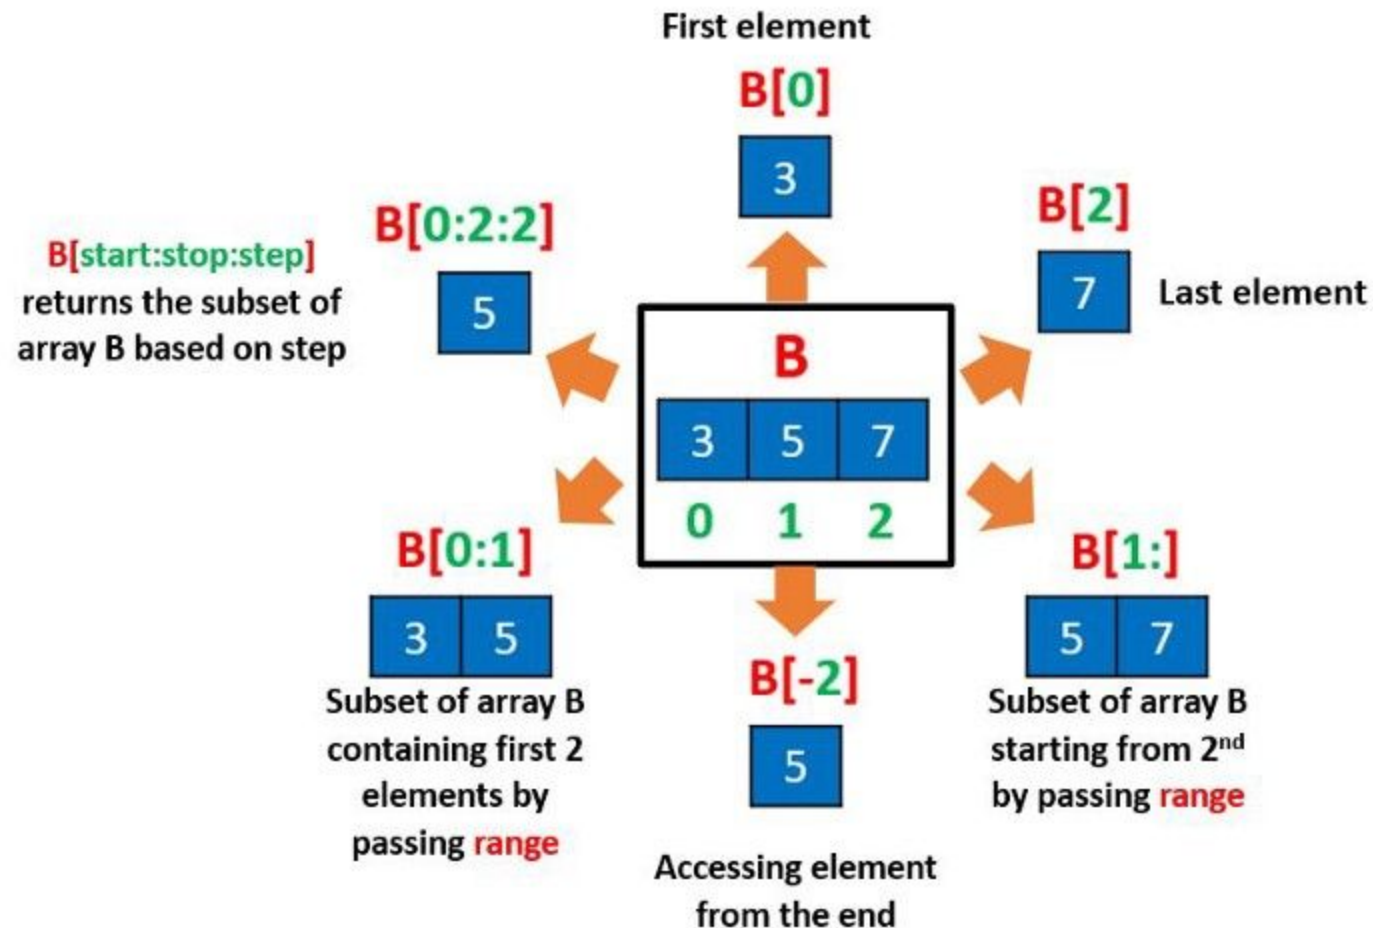 First element
B[0]
3
B[0:2:2]
5
B[start:stop:step]
returns the subset of
array B based on step
B[2]
7
Last element
B
3 5 7
0 1 2
B[0:1]
3 5
Subset of array B
containing first 2
elements by
passing range
B[-2]
5
Accessing element
from the end
B[1:]
5 7
Subset of array B
starting from 2nd
by passing range